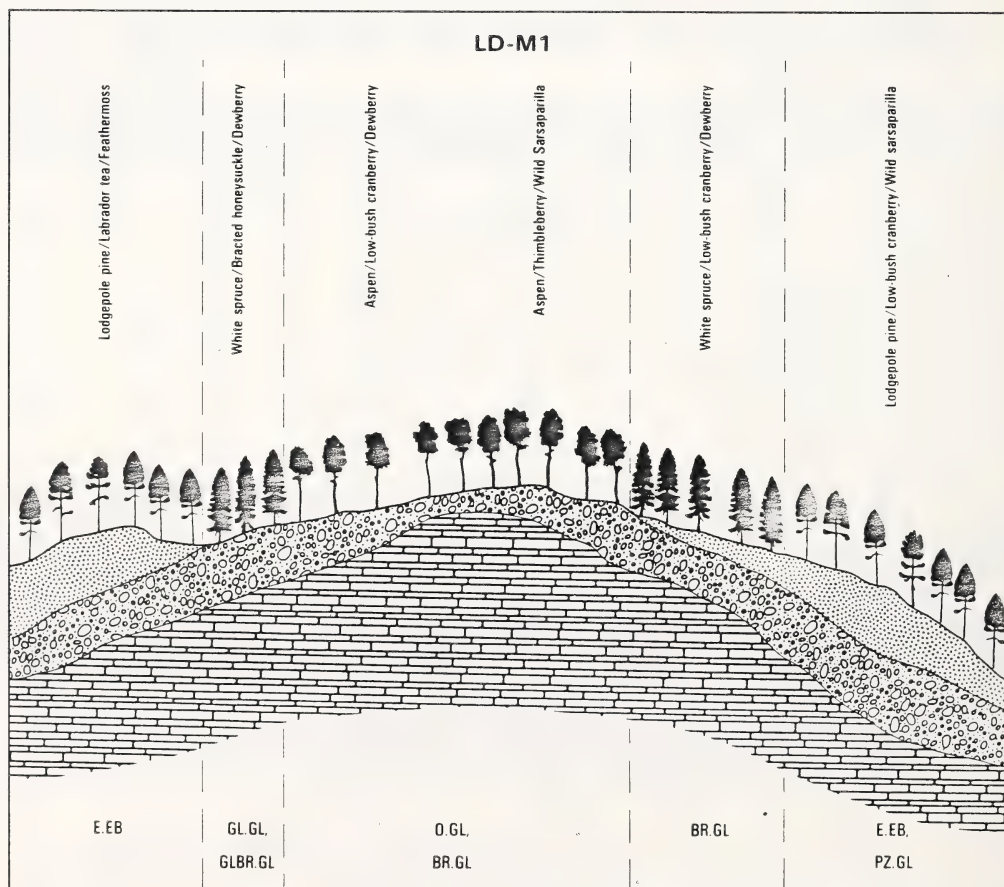 LD-M1
Lodgepole pine/Labrador tea/Feathermoss
White spruce/Bracted honeysuckle/Dewberry
Aspen/Low-bush cranberry/Dewberry
Aspen/Thimbleberry/Wild Sarsaparilla
White spruce/Low-bush cranberry/Dewberry
Lodgepole pine/Low-bush cranberry/Wild sarsaparilla
E.EB
GL.GL,
GLBR.GL
O.GL,
BR.GL
BR.GL
E.EB,
PZ.GL